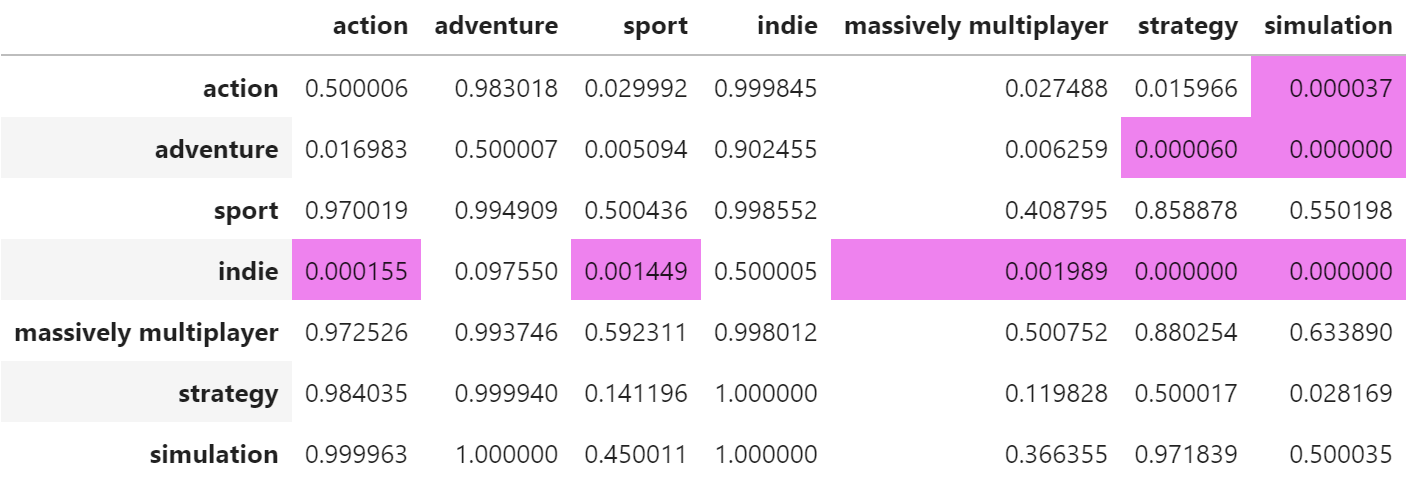 action adventure sport indie massively multiplayer strategy simulation
action 0.500006 0.983018 0.029992 0.999845 0.027488 0.015966 0.000037
adventure 0.016983 0.500007 0.005094 0.902455 0.006259 0.000060 0.000000
sport 0.970019 0.994909 0.500436 0.998552 0.408795 0.858878 0.550198
indie 0.000155 0.097550 0.001449 0.500005 0.001989 0.000000 0.000000
massively multiplayer 0.972526 0.993746 0.592311 0.998012 0.500752 0.880254 0.633890
strategy 0.984035 0.999940 0.141196 1.000000 0.119828 0.500017 0.028169
simulation 0.999963 1.000000 0.450011 1.000000 0.366355 0.971839 0.500035